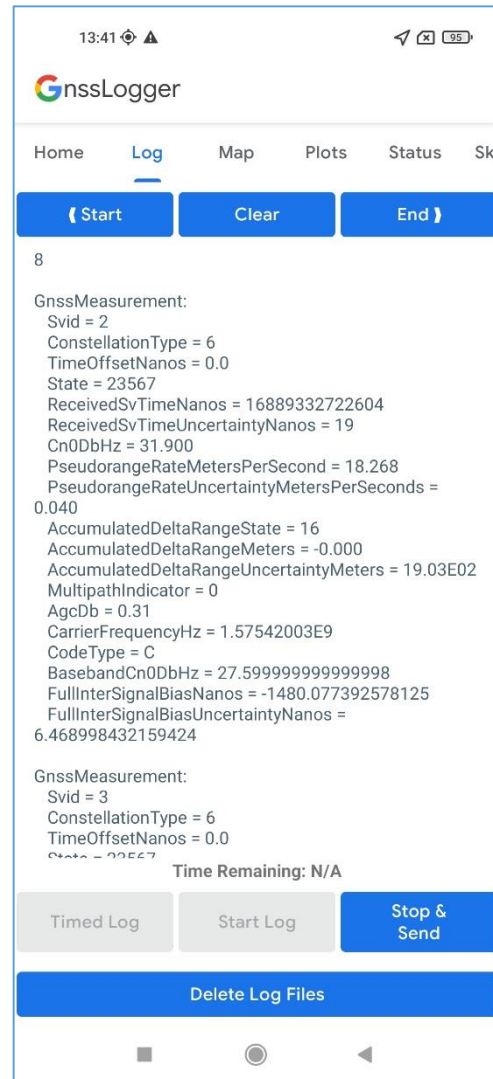 13:41
95
GnssLogger
Home Log Map Plots Status Sk
❰ Start Clear End ❱
8
GnssMeasurement:
Svid = 2
ConstellationType = 6
TimeOffsetNanos = 0.0
State = 23567
ReceivedSvTimeNanos = 16889332722604
ReceivedSvTimeUncertaintyNanos = 19
Cn0DbHz = 31.900
PseudorangeRateMetersPerSecond = 18.268
PseudorangeRateUncertaintyMetersPerSeconds =
0.040
AccumulatedDeltaRangeState = 16
AccumulatedDeltaRangeMeters = -0.000
AccumulatedDeltaRangeUncertaintyMeters = 19.03E02
MultipathIndicator = 0
AgcDb = 0.31
CarrierFrequencyHz = 1.57542003E9
CodeType = C
BasebandCn0DbHz = 27.599999999999998
FullInterSignalBiasNanos = -1480.077392578125
FullInterSignalBiasUncertaintyNanos =
6.468998432159424
GnssMeasurement:
Svid = 3
ConstellationType = 6
TimeOffsetNanos = 0.0
State = 23567
Time Remaining: N/A
Timed Log Start Log Stop &
Send
Delete Log Files